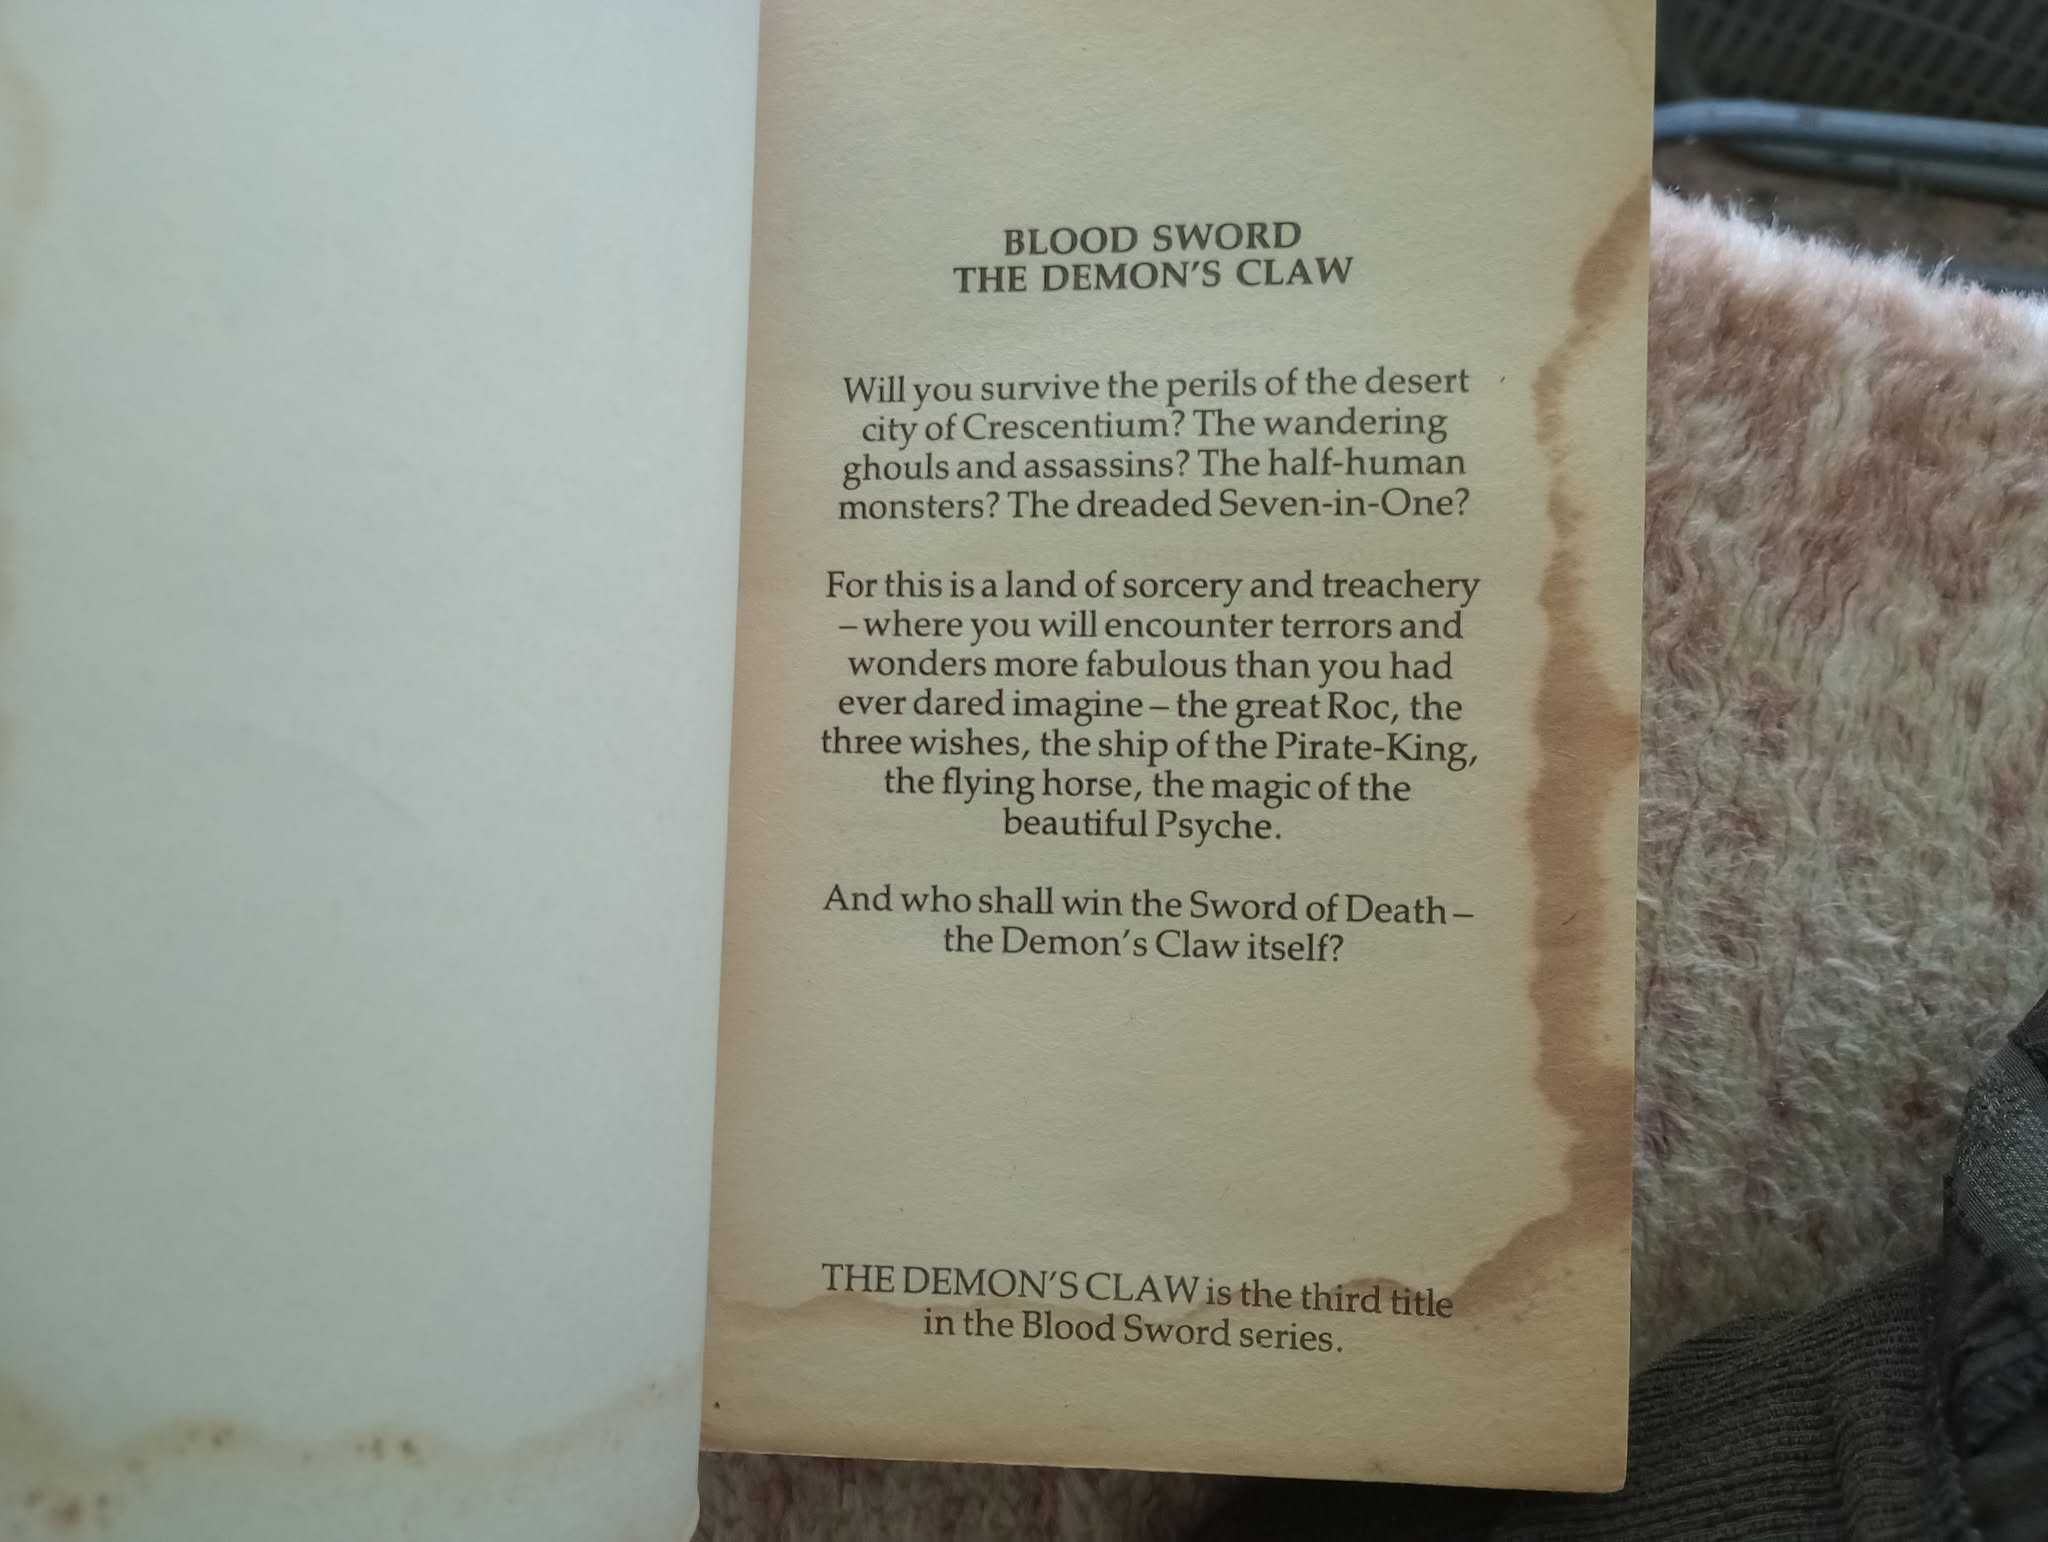 BLOOD SWORD
THE DEMON'S CLAW
Will you survive the perils of the desert
city of Crescentium? The wandering
ghouls and assassins? The half-human
monsters? The dreaded Seven-in-One?
For this is a land of sorcery and treachery
– where you will encounter terrors and
wonders more fabulous than you had
ever dared imagine – the great Roc, the
three wishes, the ship of the Pirate-King,
the flying horse, the magic of the
beautiful Psyche.
And who shall win the Sword of Death –
the Demon's Claw itself?
THE DEMON'S CLAW is the third title
in the Blood Sword series.